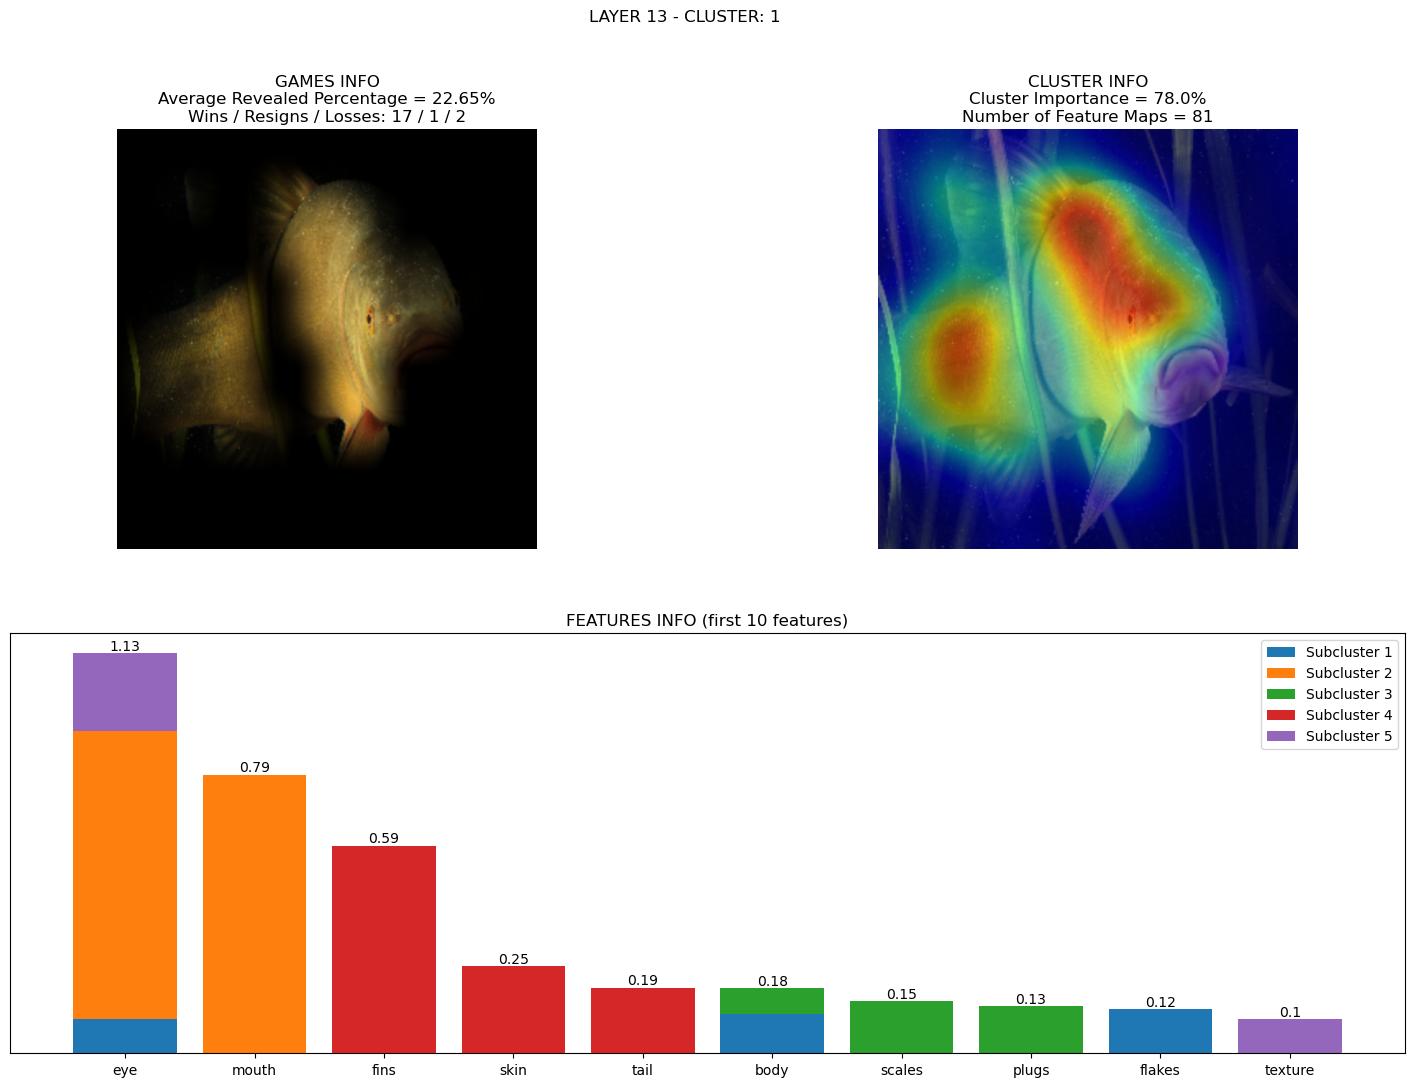 LAYER 13 - CLUSTER: 1
GAMES INFO
Average Revealed Percentage = 22.65%
Wins / Resigns / Losses: 17 / 1 / 2
CLUSTER INFO
Cluster Importance = 78.0%
Number of Feature Maps = 81
FEATURES INFO (first 10 features)
1.13
0.79
0.59
0.25
0.19
0.18
0.15
0.13
0.12
0.1
Subcluster 1
Subcluster 2
Subcluster 3
Subcluster 4
Subcluster 5
eye
mouth
fins
skin
tail
body
scales
plugs
flakes
texture